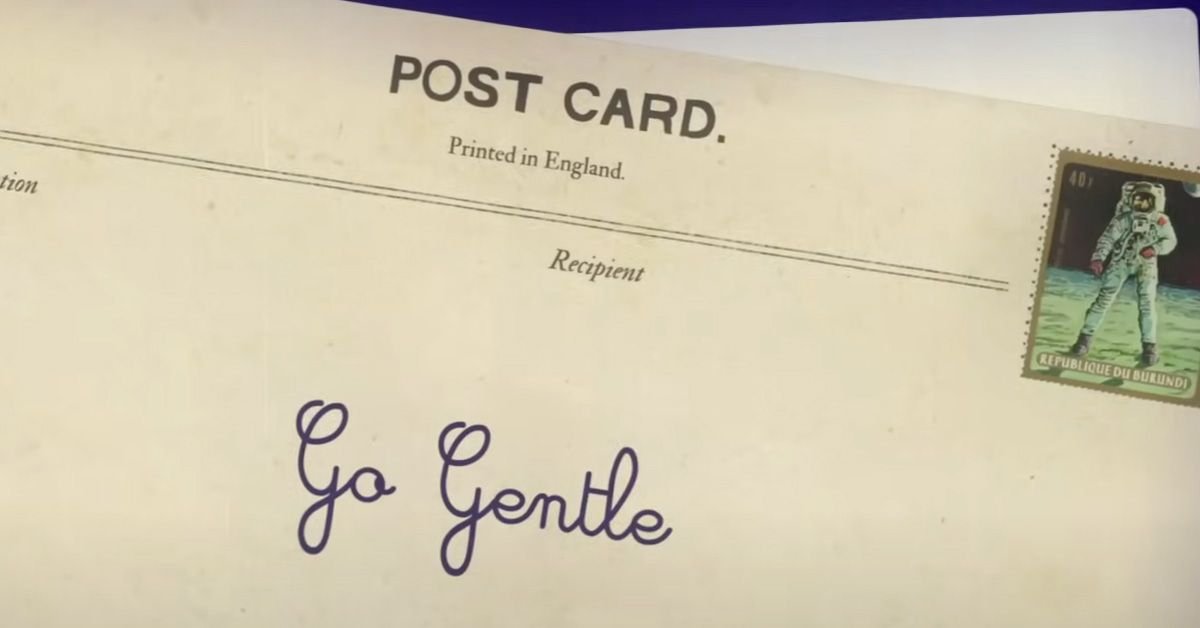 POST CARD.
Printed in England.
tion
Recipient
40F
REPUBLIQUE DU BURUNDI
Go Gentle